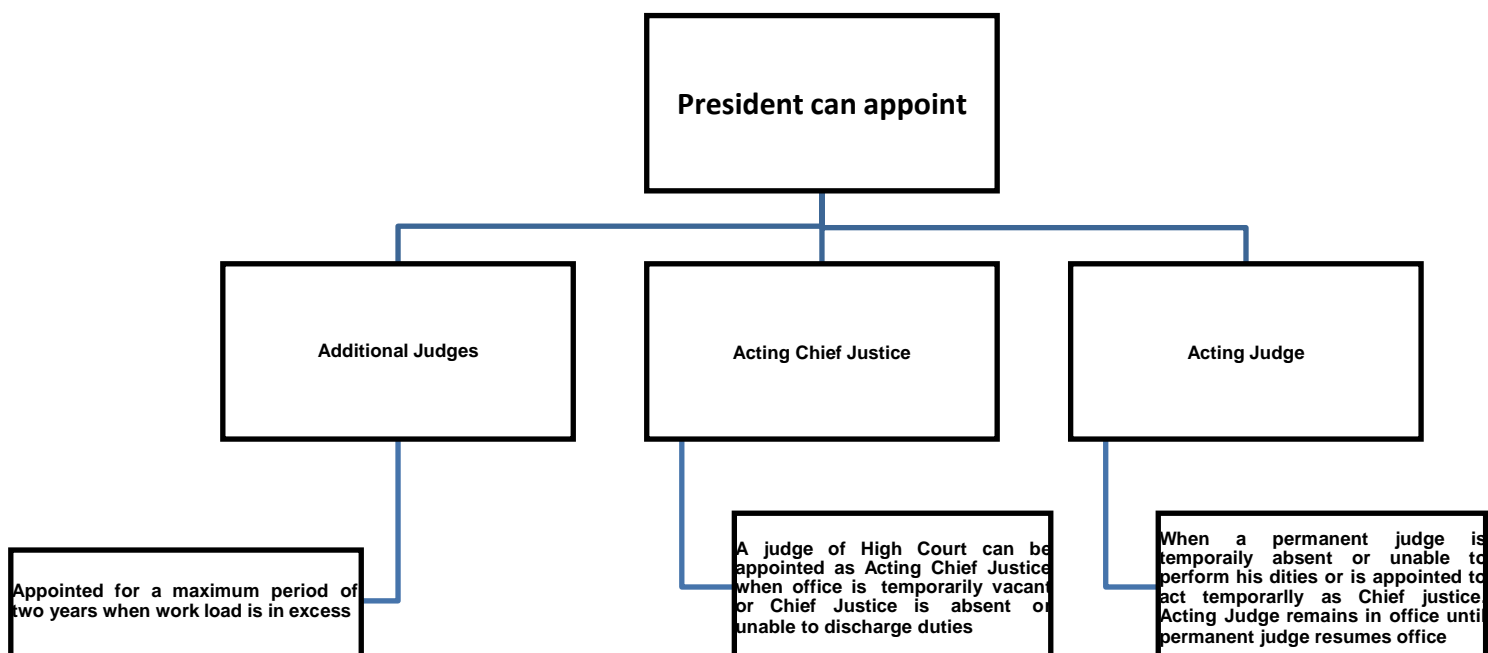 President can appoint
Additional Judges
Acting Chief Justice
Acting Judge
Appointed for a maximum period of
two years when work load is in excess
A judge of High Court can be
appointed as Acting Chief Justice
when office is temporarily vacant
or Chief Justice is absent or
unable to discharge duties
When a permanent judge is
temporaily absent or unable to
perform his dities or is appointed to
act temporarlly as Chief justice.
Acting Judge remains in office until
permanent judge resumes office